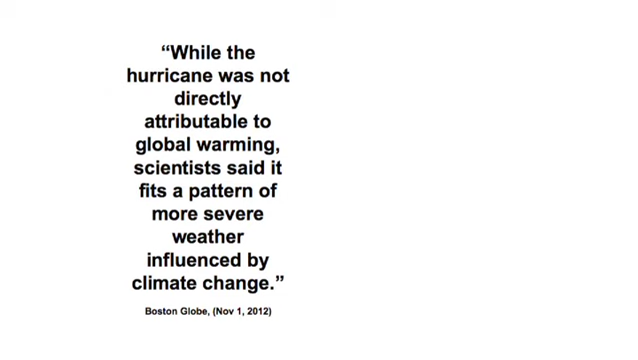 “While the
hurricane was not
directly
attributable to
global warming,
scientists said it
fits a pattern of
more severe
weather
influenced by
climate change.”
Boston Globe, (Nov 1, 2012)